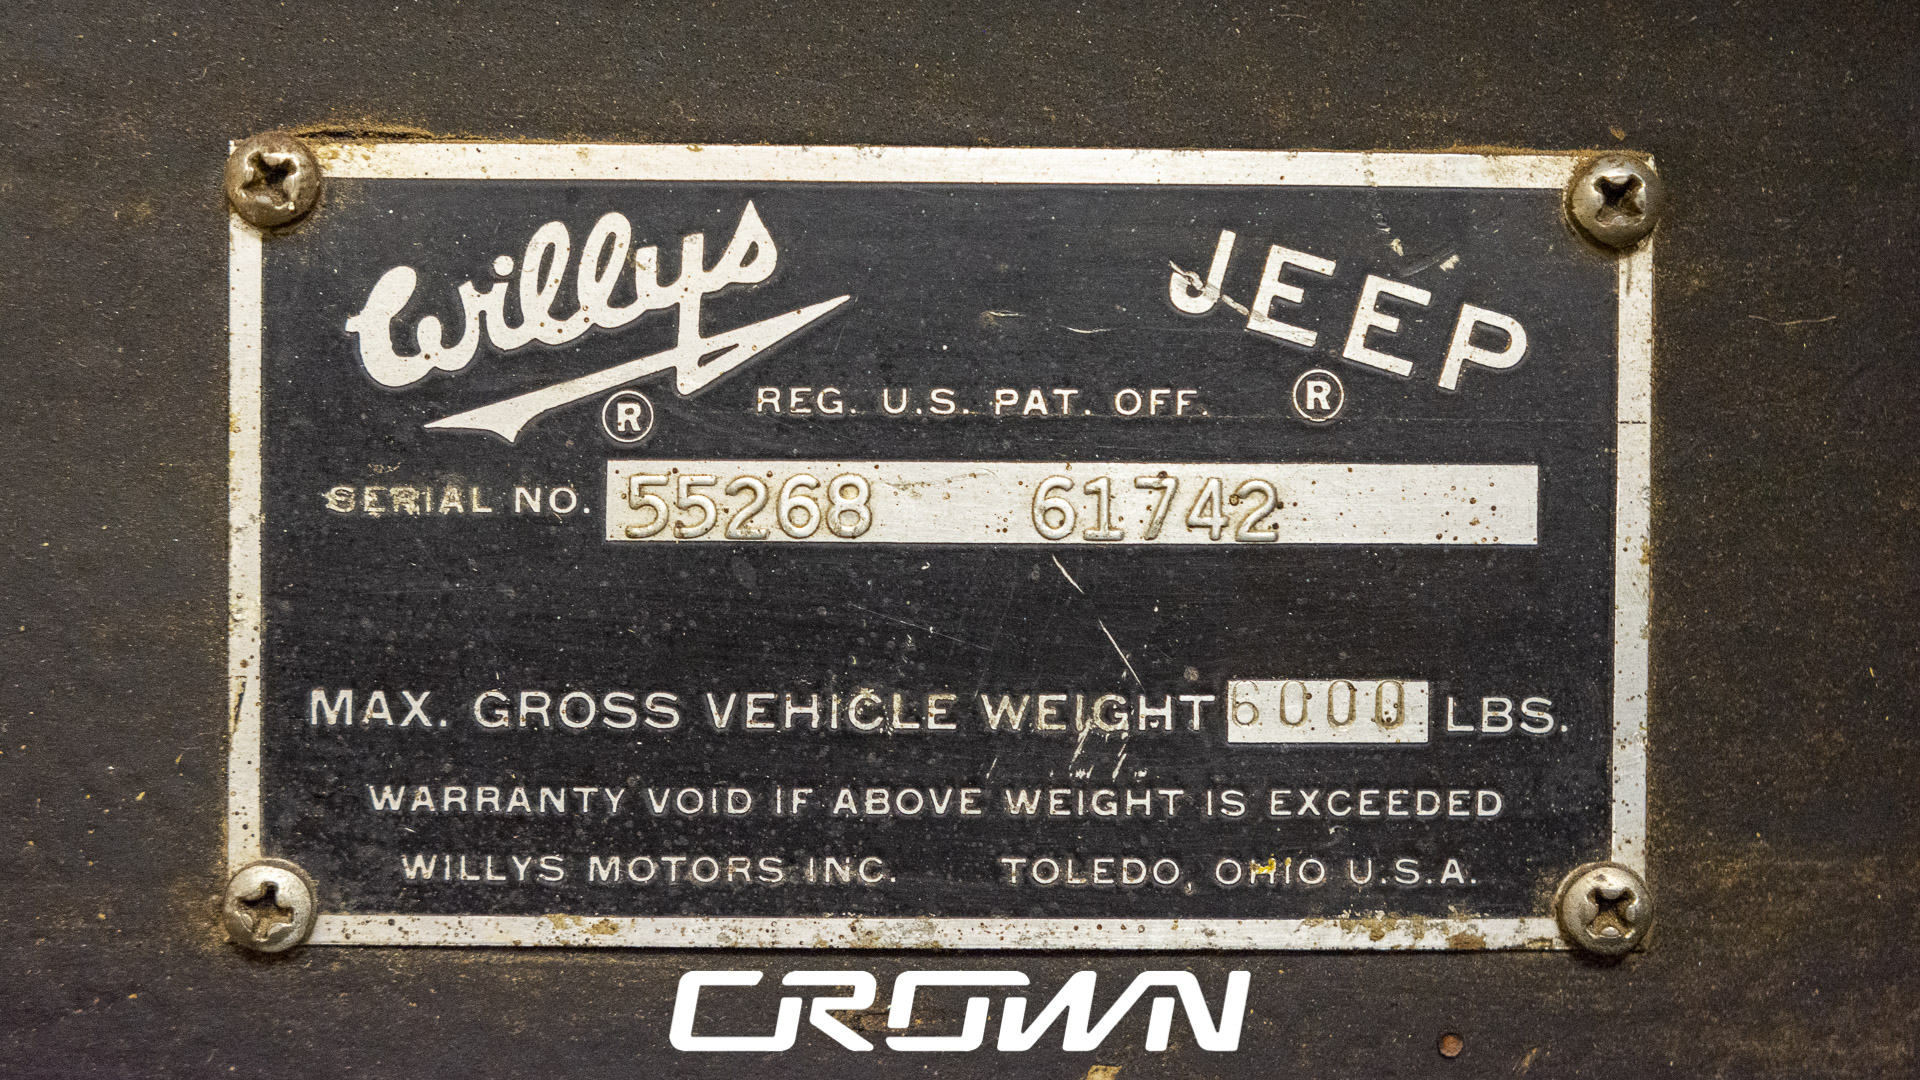 Willys ® JEEP ®
REG. U.S. PAT. OFF.
SERIAL NO. 55268 61742
MAX. GROSS VEHICLE WEIGHT 6000 LBS.
WARRANTY VOID IF ABOVE WEIGHT IS EXCEEDED
WILLYS MOTORS INC. TOLEDO, OHIO U.S.A.
CROWN